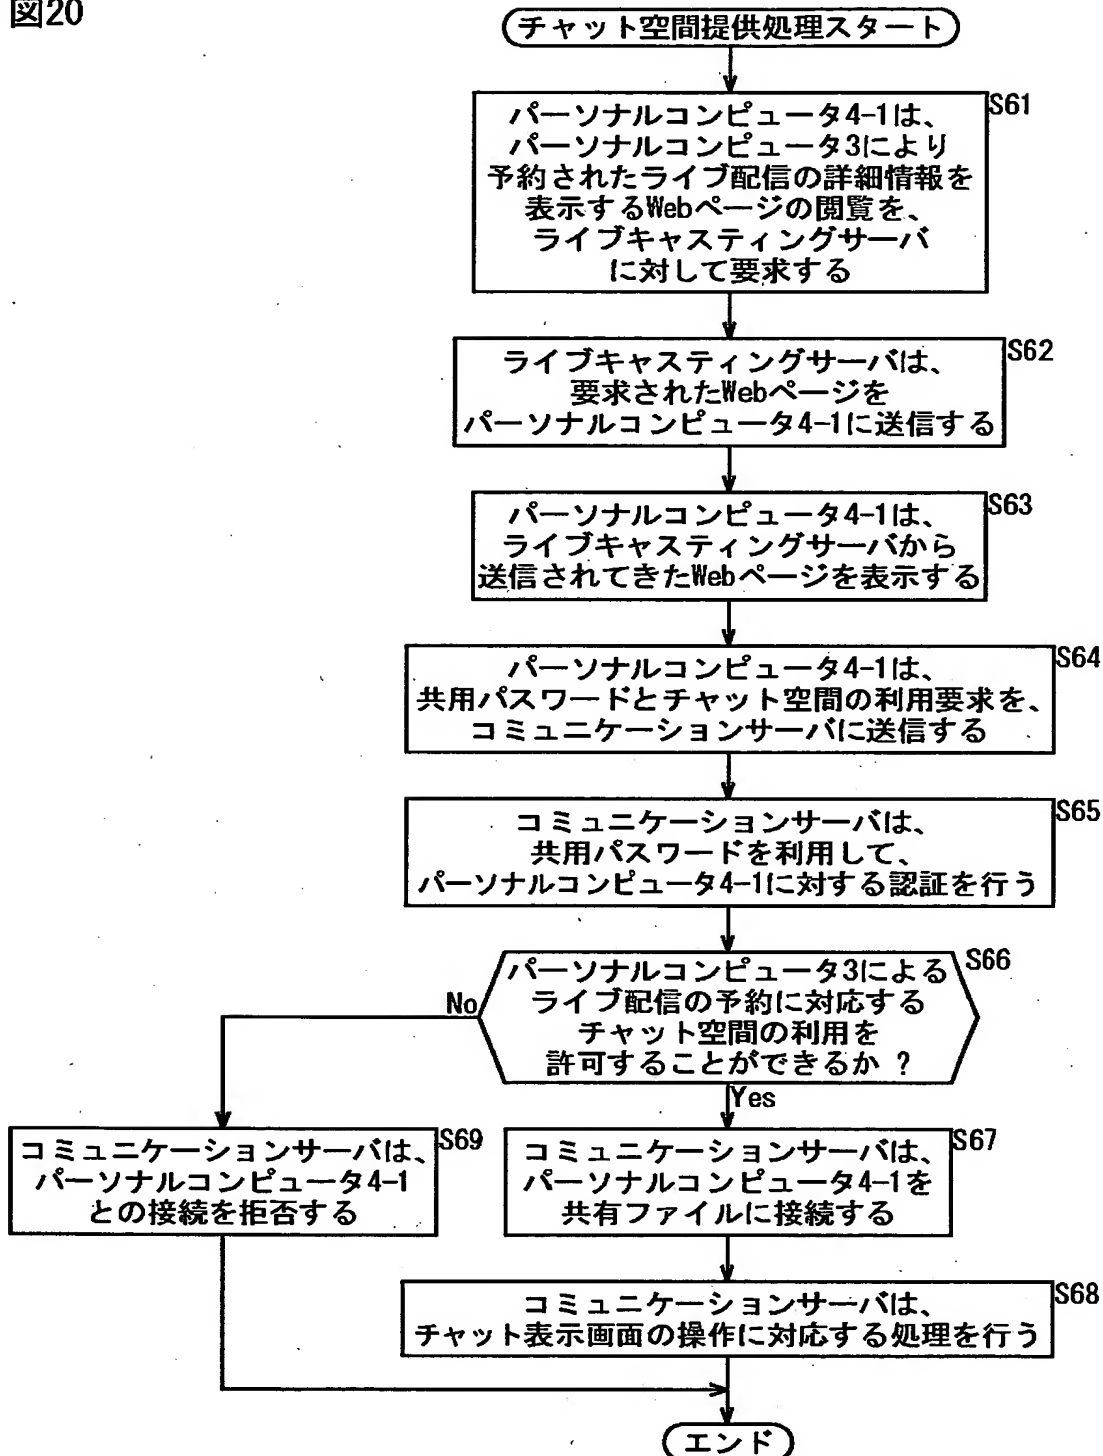 図20
チャット空間提供処理スタート
S61
パーソナルコンピュータ4-1は、
パーソナルコンピュータ3により
予約されたライブ配信の詳細情報を
表示するWebページの閲覧を、
ライブキャスティングサーバ
に対して要求する
S62
ライブキャスティングサーバは、
要求されたWebページを
パーソナルコンピュータ4-1に送信する
S63
パーソナルコンピュータ4-1は、
ライブキャスティングサーバから
送信されてきたWebページを表示する
S64
パーソナルコンピュータ4-1は、
共用パスワードとチャット空間の利用要求を、
コミュニケーションサーバに送信する
S65
コミュニケーションサーバは、
共用パスワードを利用して、
パーソナルコンピュータ4-1に対する認証を行う
S66
パーソナルコンピュータ3による
ライブ配信の予約に対応する
チャット空間の利用を
許可することができるか ?
No
Yes
S69
コミュニケーションサーバは、
パーソナルコンピュータ4-1
との接続を拒否する
S67
コミュニケーションサーバは、
パーソナルコンピュータ4-1を
共有ファイルに接続する
S68
コミュニケーションサーバは、
チャット表示画面の操作に対応する処理を行う
エンド